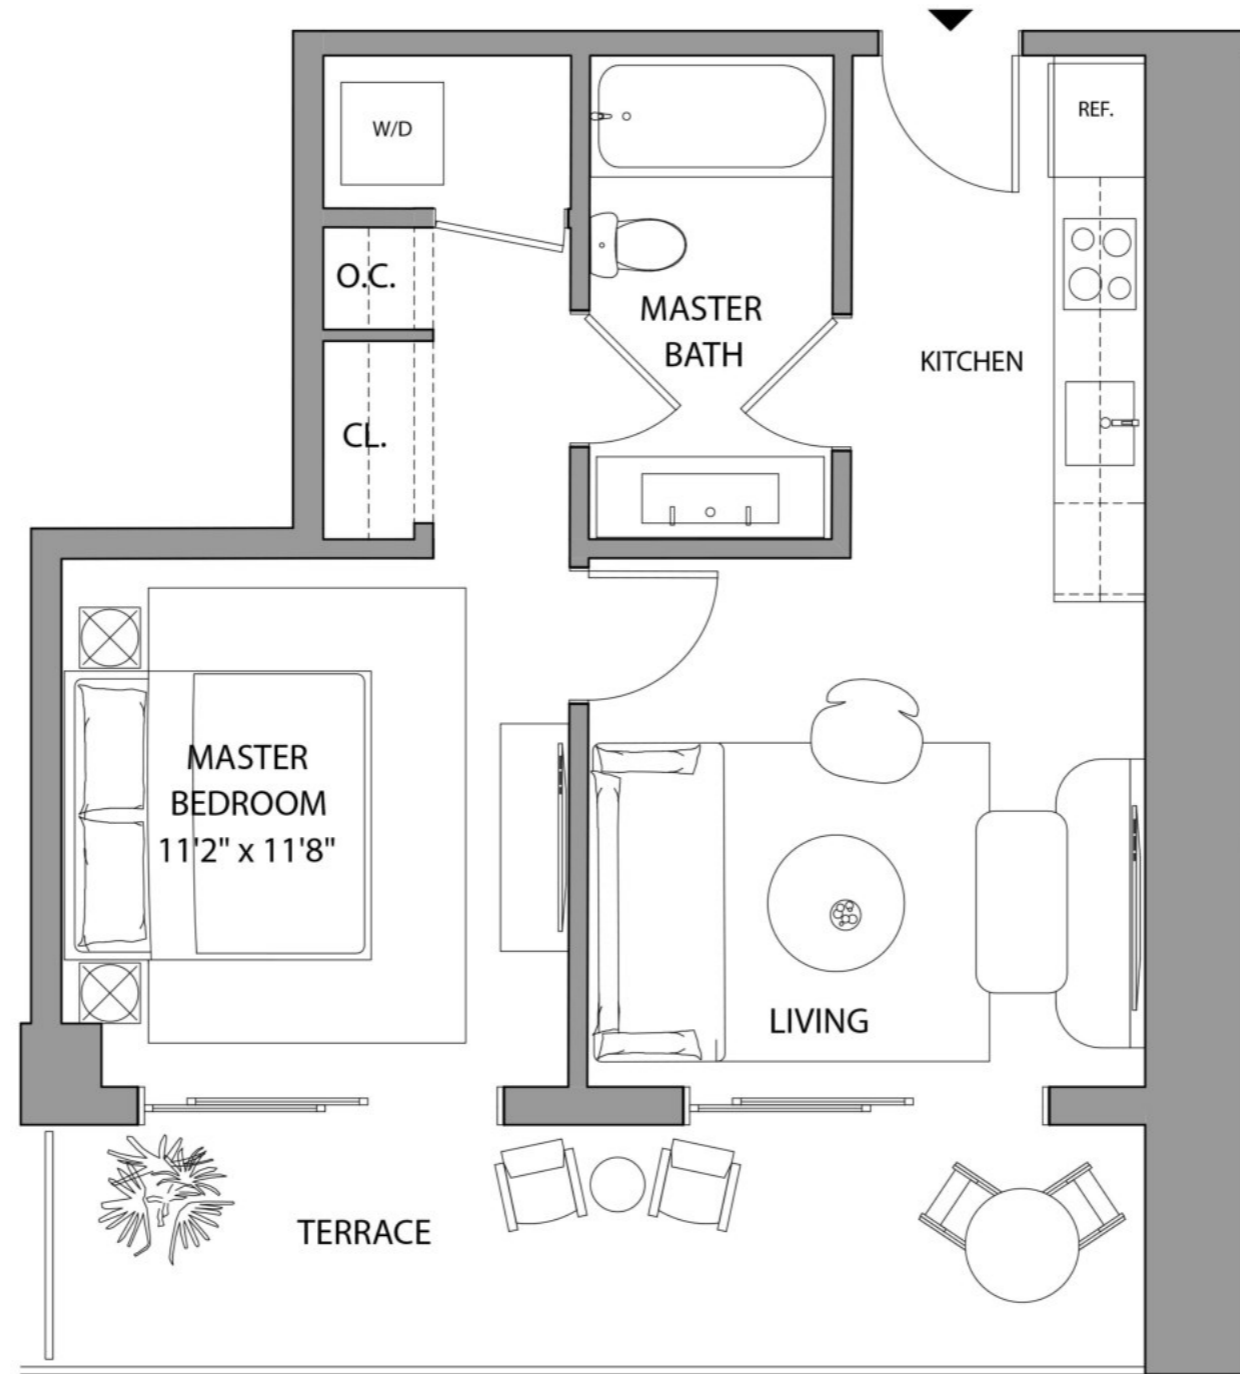 W/D
REF.
O.C.
MASTER
BATH
KITCHEN
CL.
MASTER
BEDROOM
11'2" x 11'8"
LIVING
TERRACE